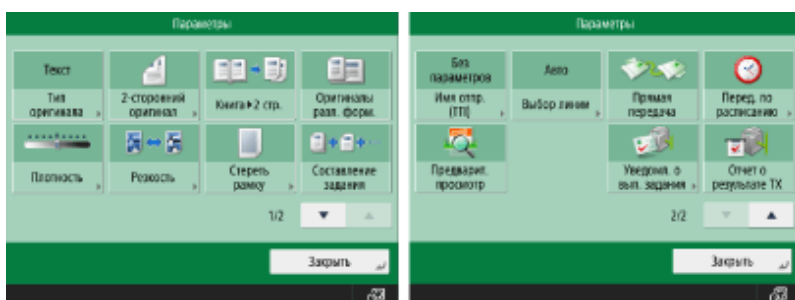 Параметры
Текст
Тип
оригинала
2-сторонний
оригинал
Книга▶2 стр.
Оригиналы
разл. форм.
Плотность
Резкость
Стереть
рамку
Составление
задания
1/2
Закрыть
Параметры
Без
параметров
Имя отпр.
(TTI)
Авто
Выбор линии
Прямая
передача
Перед. по
расписанию
Предварит.
просмотр
Уведомл. о
вып. задания
Отчет о
результате TX
2/2
Закрыть